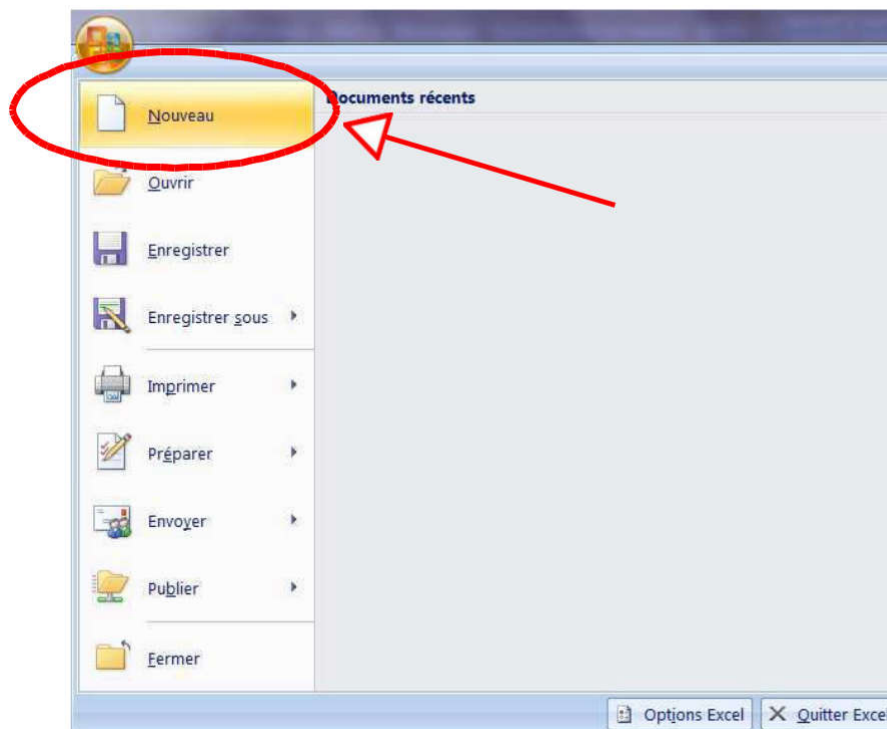 Documents récents
Nouveau
Ouvrir
Enregistrer
Enregistrer sous
Imprimer
Préparer
Envoyer
Publier
Fermer
Options Excel
Quitter Excel